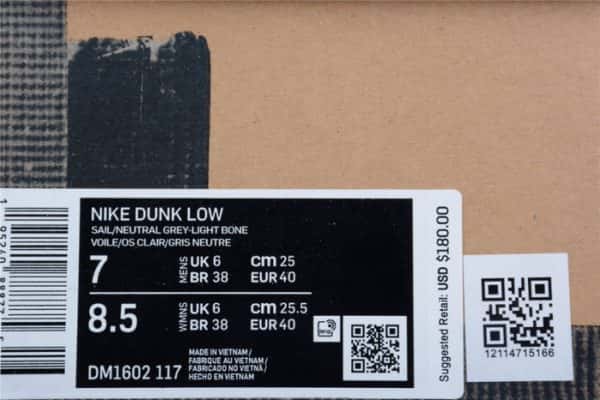 NIKE DUNK LOW
SAIL/NEUTRAL GREY-LIGHT BONE
VOILE/OS CLAIR/GRIS NEUTRE
7 MENS UK 6 cm 25
BR 38 EUR 40
8.5 WMNS UK 6 cm 25.5
BR 38 EUR 40
DM1602 117
MADE IN VIETNAM /
FABRIQUE AU VIETNAM /
FABRICADO NO VIETNÃ /
HECHO EN VIETNAM
Suggested Retail: USD $180.00
12114715166